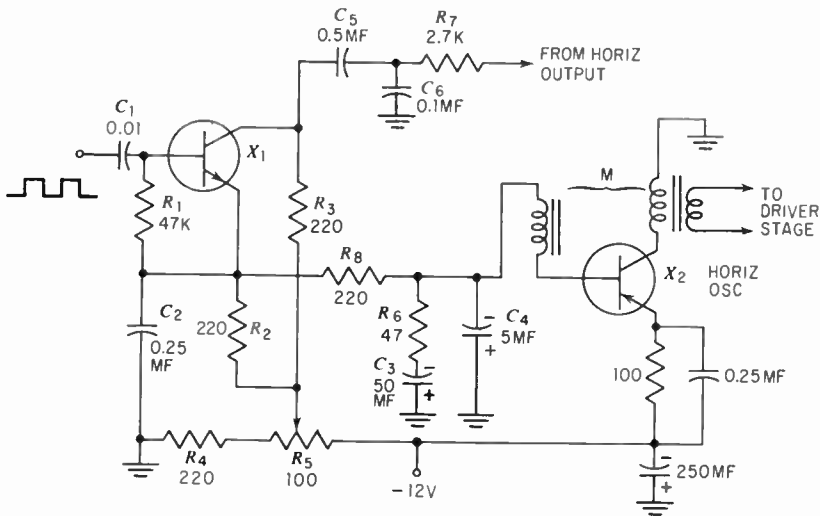 C5
0.5MF
R7
2.7K
FROM HORIZ
OUTPUT
C6
0.1MF
C1
0.01
X1
R1
47K
R3
220
M
TO
DRIVER
STAGE
R8
220
X2
HORIZ
OSC
C2
0.25
MF
220 R2
R6
47
C4
5MF
-
+
C3
50
MF
-
+
100
0.25MF
R4
220
R5
100
-12V
-
250MF
+